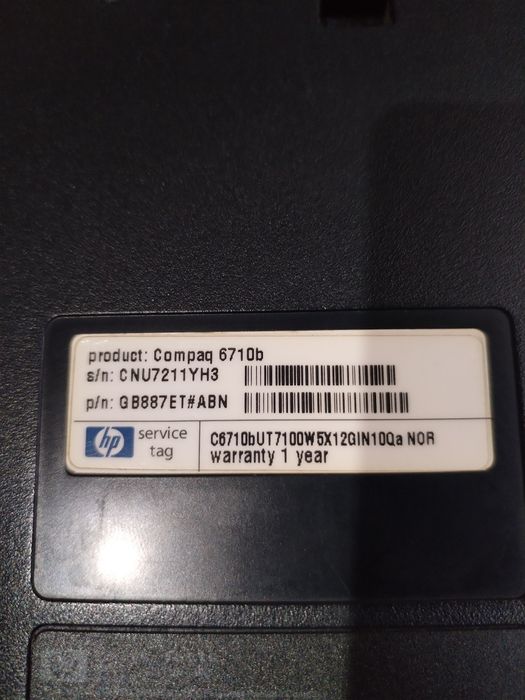 product: Compaq 6710b
s/n: CNU7211YH3
p/n: GB887ET#ABN
hp
service
tag
C6710bUT7100W5X12GIN10Qa NOR
warranty 1 year